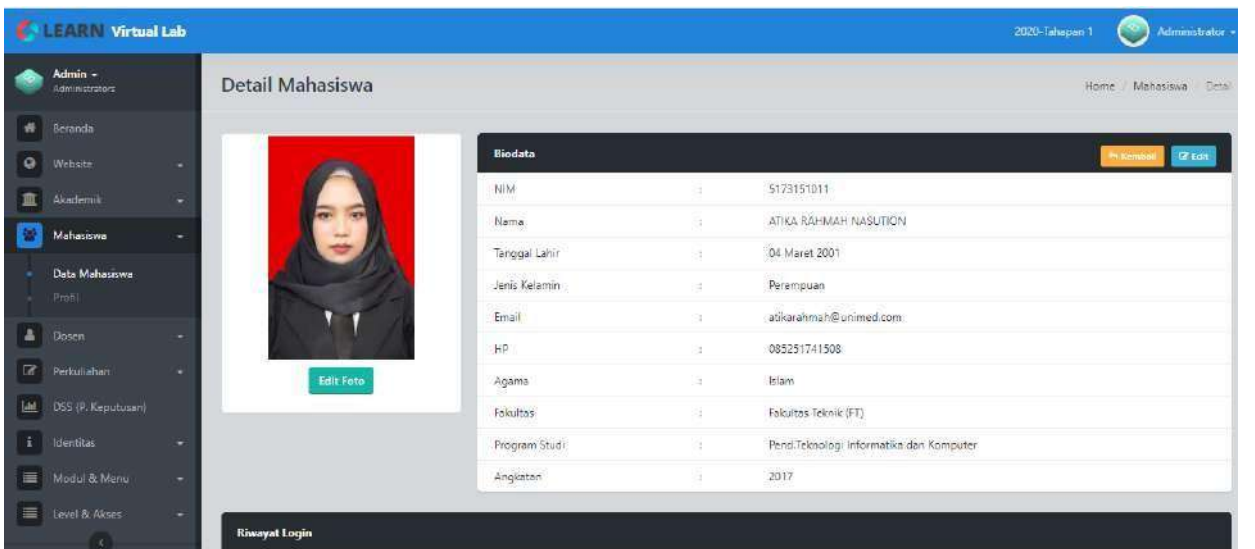 LEARN Virtual Lab
2020-Tahapan 1
Administrator
Admin
Administrators
Beranda
Website
Akademik
Mahasiswa
Data Mahasiswa
Profil
Dosen
Perkuliahan
DSS (P. Keputusan)
Identitas
Modul & Menu
Level & Akses
Detail Mahasiswa
Home / Mahasiswa / Detail
Biodata
Kembali
Edit
Edit Foto
NIM : 5173151011
Nama : ATIKA RAHMAH NASUTION
Tanggal Lahir : 04 Maret 2001
Jenis Kelamin : Perempuan
Email : atikarahmah@unimed.com
HP : 085251741508
Agama : Islam
Fakultas : Fakultas Teknik (FT)
Program Studi : Pend.Teknologi Informatika dan Komputer
Angkatan : 2017
Riwayat Login